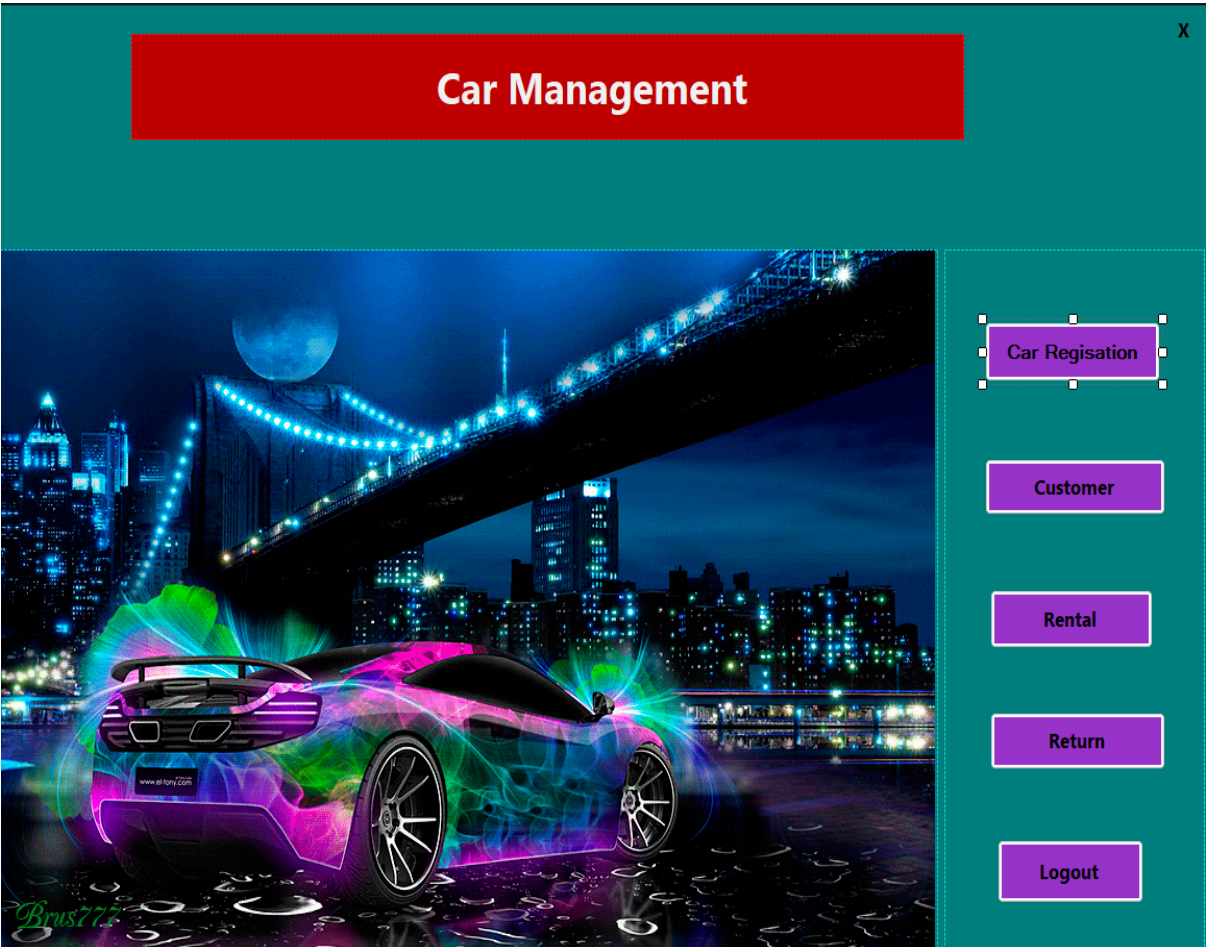 X
Car Management
Car Regisation
Customer
Rental
Return
www.el-tony.com
Logout
Brus777